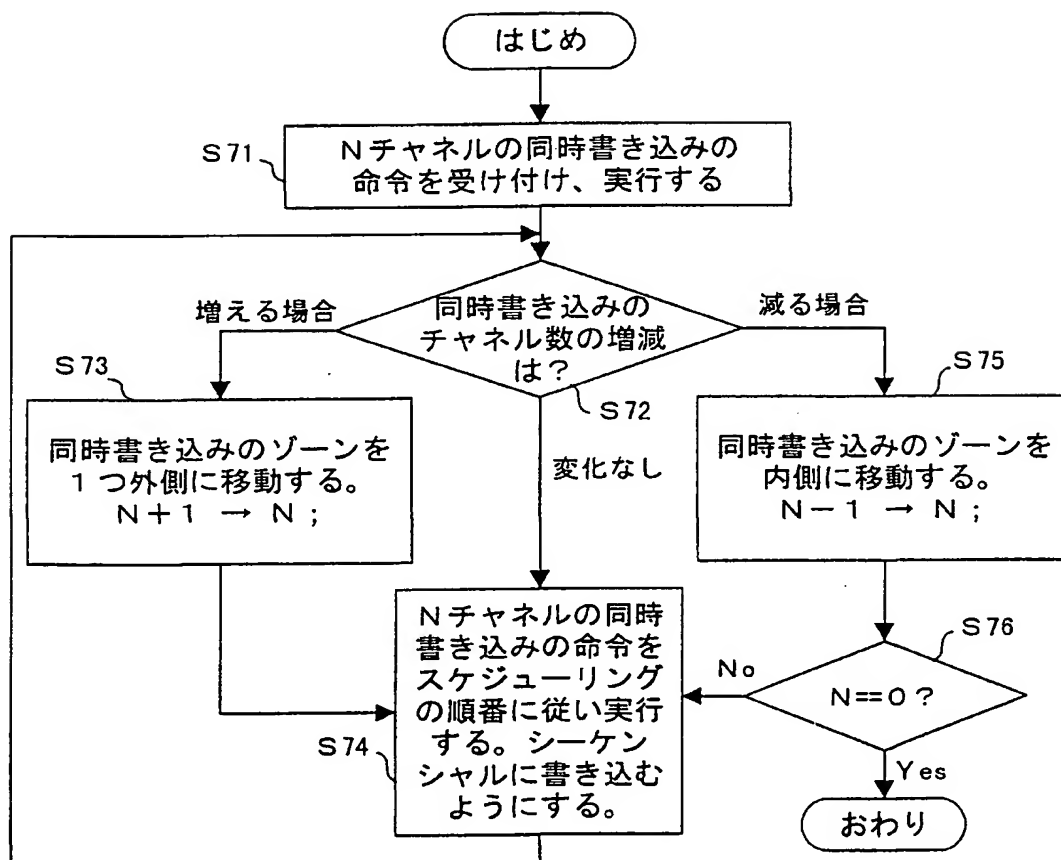 はじめ
S71
Nチャネルの同時書き込みの
命令を受け付け、実行する
増える場合
同時書き込みの
チャネル数の増減
は？
減る場合
S72
S73
同時書き込みのゾーンを
1つ外側に移動する。
N+1 → N ;
変化なし
S75
同時書き込みのゾーンを
内側に移動する。
N-1 → N ;
S74
Nチャネルの同時
書き込みの命令を
スケジューリング
の順番に従い実行
する。シーケン
シャルに書き込む
ようにする。
S76
No
N==0？
Yes
おわり